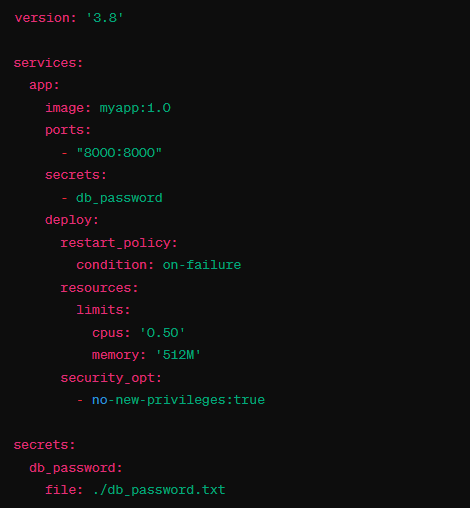 version: '3.8'

services:
  app:
    image: myapp:1.0
    ports:
      - "8000:8000"
    secrets:
      - db_password
    deploy:
      restart_policy:
        condition: on-failure
      resources:
        limits:
          cpus: '0.50'
          memory: '512M'
      security_opt:
        - no-new-privileges:true

secrets:
  db_password:
    file: ./db_password.txt